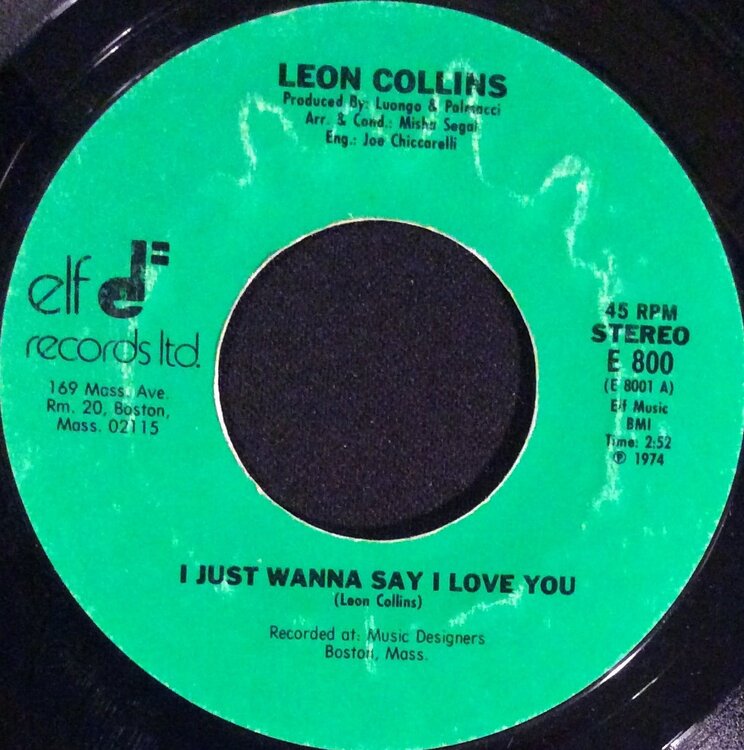 LEON COLLINS
Produced By: Luongo & Palmacci
Arr. & Cond.: Misha Segal
Eng.: Joe Chiccarelli
elf
records ltd.
169 Mass. Ave.
Rm. 20, Boston,
Mass. 02115
45 RPM
STEREO
E 800
(E 8001 A)
Elf Music
BMI
Time: 2:52
℗ 1974
I JUST WANNA SAY I LOVE YOU
(Leon Collins)
Recorded at: Music Designers
Boston, Mass.